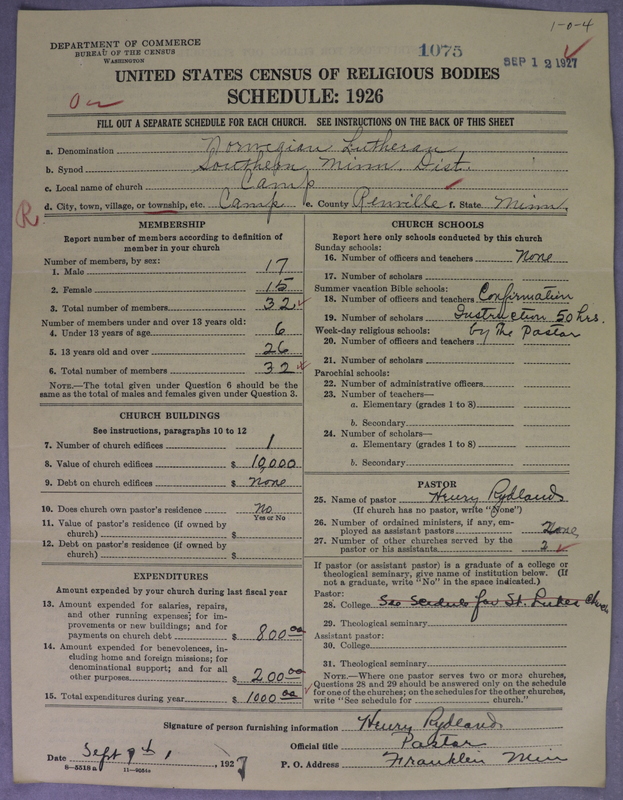 1-0-4
DEPARTMENT OF COMMERCE
BUREAU OF THE CENSUS
WASHINGTON
1075
SEP 12 1927
UNITED STATES CENSUS OF RELIGIOUS BODIES
SCHEDULE: 1926
FILL OUT A SEPARATE SCHEDULE FOR EACH CHURCH. SEE INSTRUCTIONS ON THE BACK OF THIS SHEET
a. Denomination Norwegian Lutheran
b. Synod Southern Minn. Dist.
c. Local name of church Camp
d. City, town, village, or township, etc. Camp e. County Renville f. State Minn.
R
MEMBERSHIP
Report number of members according to definition of
member in your church
Number of members, by sex:
1. Male 17
2. Female 15
3. Total number of members 32
Number of members under and over 13 years old:
4. Under 13 years of age 6
5. 13 years old and over 26
6. Total number of members 32
NOTE.—The total given under Question 6 should be the
same as the total of males and females given under Question 3.
CHURCH BUILDINGS
See instructions, paragraphs 10 to 12
7. Number of church edifices 1
8. Value of church edifices $ 10,000
9. Debt on church edifices $ None
10. Does church own pastor's residence No
Yes or No
11. Value of pastor's residence (if owned by
church) $
12. Debt on pastor's residence (if owned by
church) $
EXPENDITURES
Amount expended by your church during last fiscal year
13. Amount expended for salaries, repairs,
and other running expenses; for im-
provements or new buildings; and for
payments on church debt $ 800 00
14. Amount expended for benevolences, in-
cluding home and foreign missions; for
denominational support; and for all
other purposes $ 200 00
15. Total expenditures during year $ 1000 00
CHURCH SCHOOLS
Report here only schools conducted by this church
Sunday schools:
16. Number of officers and teachers None
17. Number of scholars
Summer vacation Bible schools:
18. Number of officers and teachers Confirmation
19. Number of scholars Instruction 50 hrs.
Week-day religious schools: by the Pastor
20. Number of officers and teachers
21. Number of scholars
Parochial schools:
22. Number of administrative officers
23. Number of teachers—
a. Elementary (grades 1 to 8)
b. Secondary
24. Number of scholars—
a. Elementary (grades 1 to 8)
b. Secondary
PASTOR
25. Name of pastor Henry Rydland
(If church has no pastor, write "None")
26. Number of ordained ministers, if any, em-
ployed as assistant pastors None
27. Number of other churches served by the
pastor or his assistants 2
If pastor (or assistant pastor) is a graduate of a college or
theological seminary, give name of institution below. (If
not a graduate, write "No" in the space indicated.)
Pastor:
28. College See Schedule for St. Lukes Church
29. Theological seminary
Assistant pastor:
30. College
31. Theological seminary
NOTE.—Where one pastor serves two or more churches,
Questions 28 and 29 should be answered only on the schedule
for one of the churches; on the schedules for the other churches,
write "See schedule for church."
Signature of person furnishing information Henry Rydland
Official title Pastor
Date Sept 9th, 1927
P. O. Address Franklin Minn
8-5518a 11-9051a